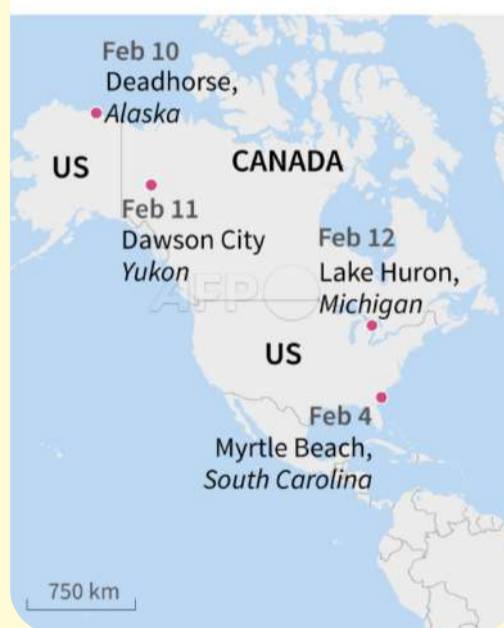 Feb 10
Deadhorse,
Alaska
US
CANADA
Feb 11
Dawson City
Yukon
Feb 12
Lake Huron,
Michigan
AFP
US
Feb 4
Myrtle Beach,
South Carolina
750 km